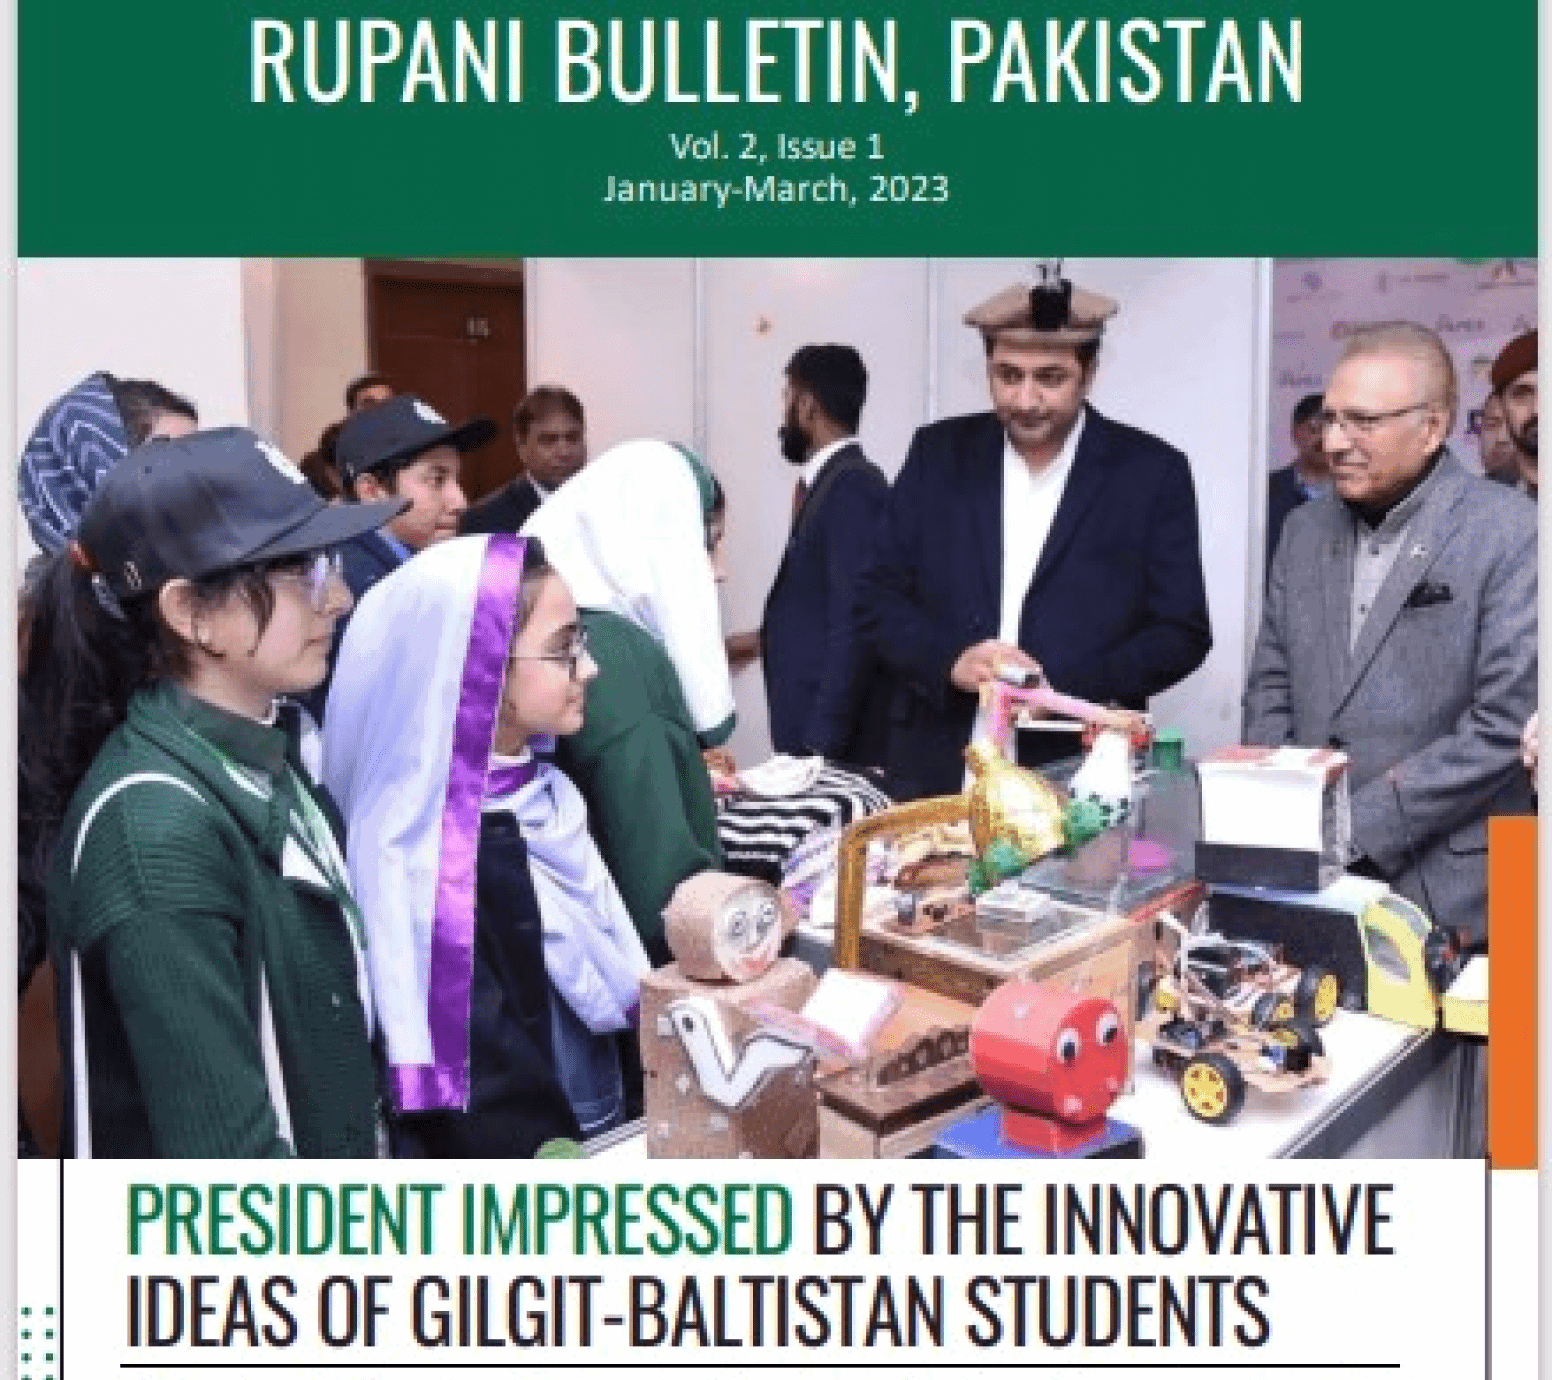 RUPANI BULLETIN, PAKISTAN
Vol. 2, Issue 1
January-March, 2023
PRESIDENT IMPRESSED BY THE INNOVATIVE
IDEAS OF GILGIT-BALTISTAN STUDENTS